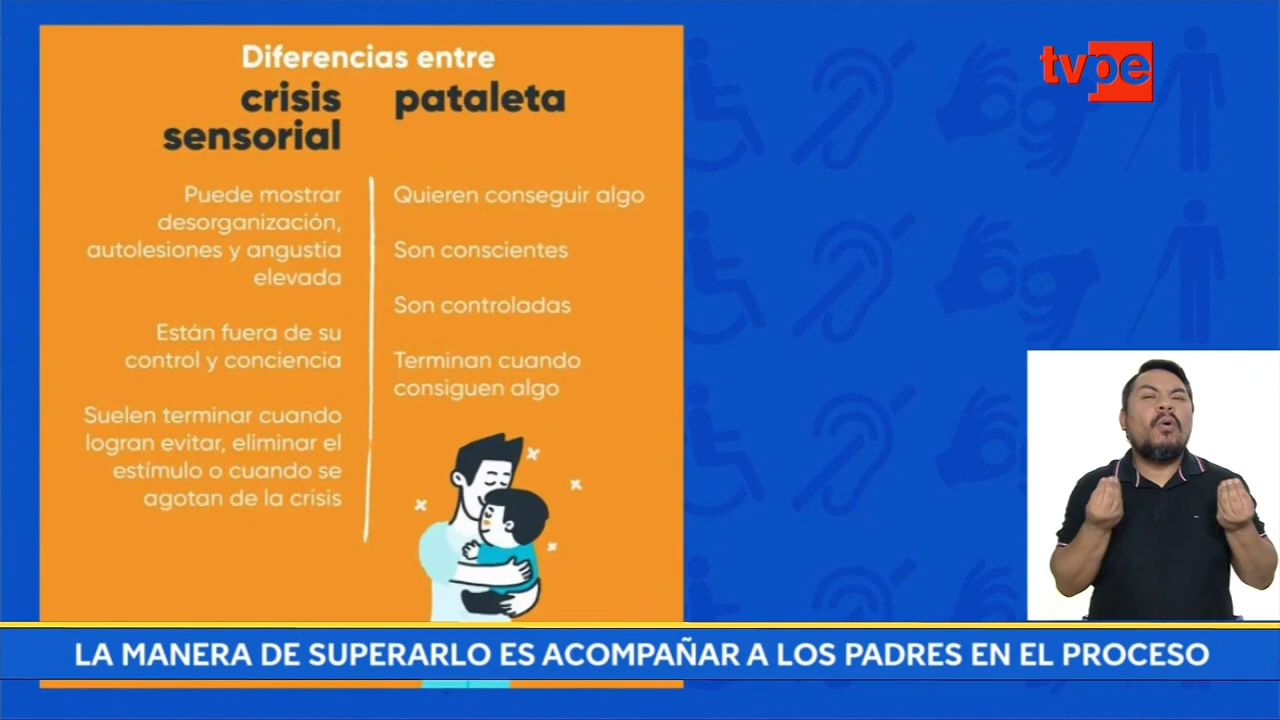 Diferencias entre
crisis
sensorial
Puede mostrar
desorganización,
autolesiones y angustia
elevada
Están fuera de su
control y conciencia
Suelen terminar cuando
logran evitar, eliminar el
estímulo o cuando se
agotan de la crisis
pataleta
Quieren conseguir algo
Son conscientes
Son controladas
Terminan cuando
consiguen algo
tvpe
LA MANERA DE SUPERARLO ES ACOMPAÑAR A LOS PADRES EN EL PROCESO